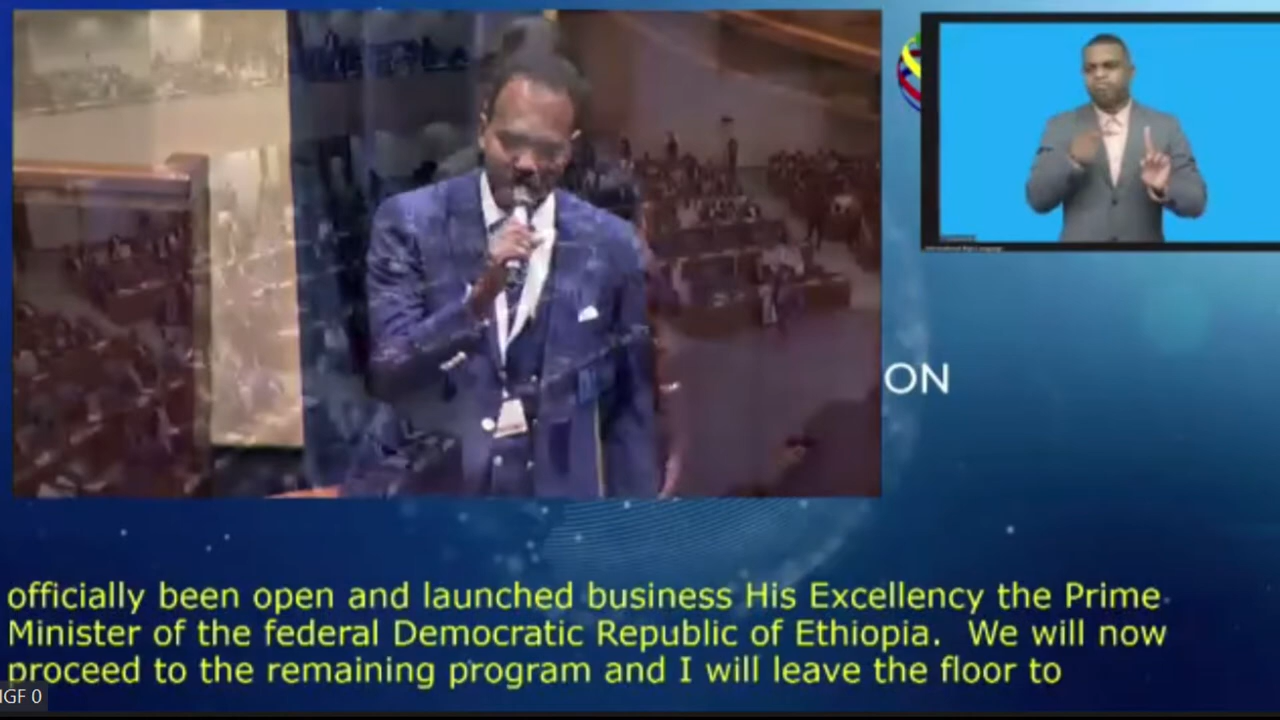 ON
officially been open and launched business His Excellency the Prime
Minister of the federal Democratic Republic of Ethiopia.  We will now
proceed to the remaining program and I will leave the floor to
IGF 0